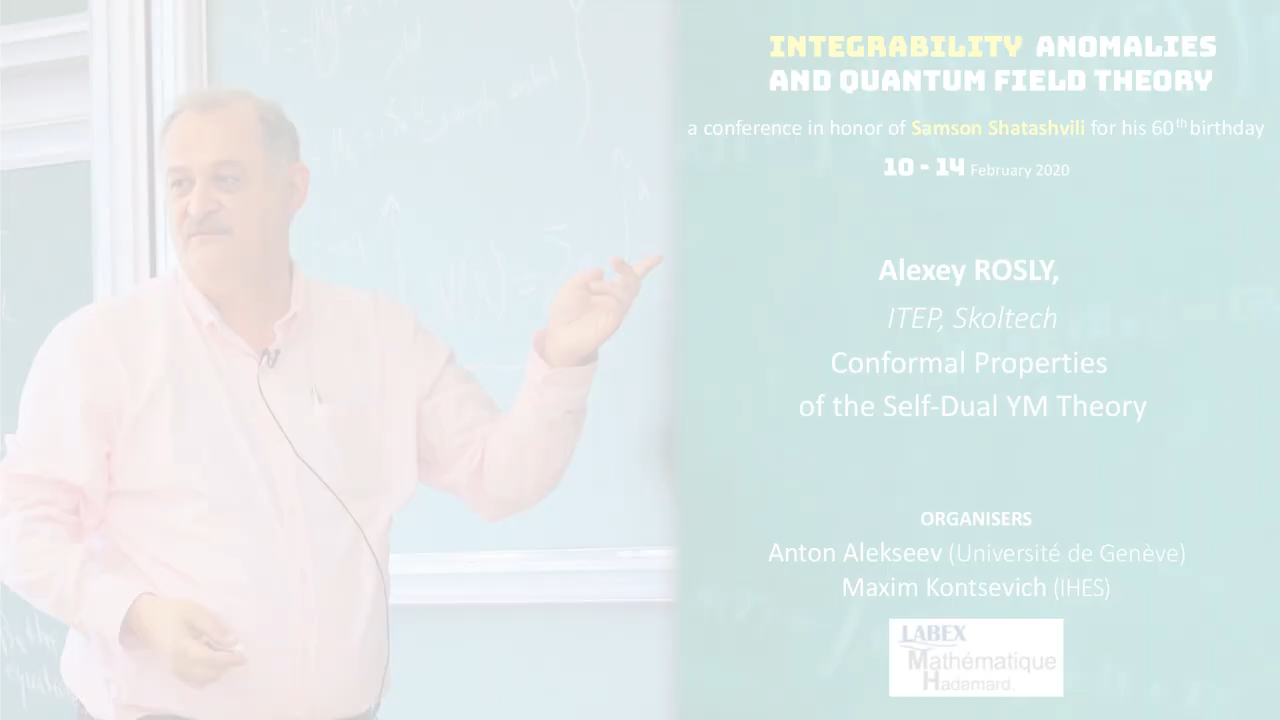 INTEGRABILITY ANOMALIES
AND QUANTUM FIELD THEORY
a conference in honor of Samson Shatashvili for his 60th birthday
10 - 14 February 2020
Alexey ROSLY,
ITEP, Skoltech
Conformal Properties
of the Self-Dual YM Theory
ORGANISERS
Anton Alekseev (Université de Genève)
Maxim Kontsevich (IHES)
LABEX
Mathématique
Hadamard